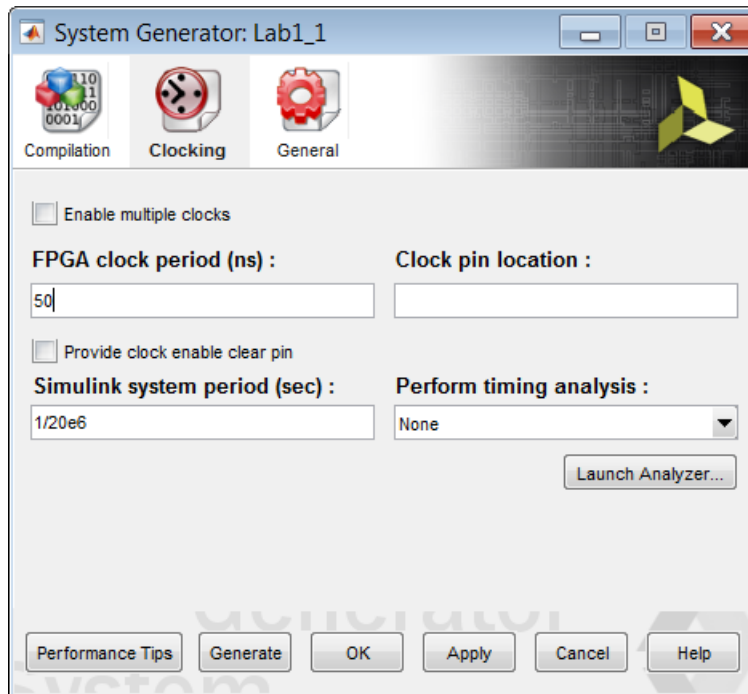 System Generator: Lab1_1
Compilation
Clocking
General
Enable multiple clocks
FPGA clock period (ns) :
Clock pin location :
50
Provide clock enable clear pin
Simulink system period (sec) :
Perform timing analysis :
1/20e6
None
Launch Analyzer...
Generator
Performance Tips
Generate
OK
Apply
Cancel
Help
System